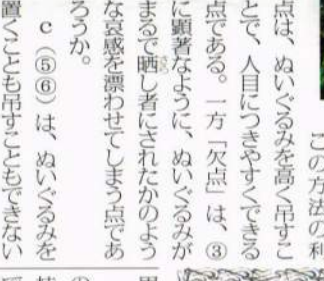 この方法の利
点は、ぬいぐるみを高く吊すこ
とで、人目につきやすくできる
点である。一方「欠点」は、③
に顕著なように、ぬいぐるみが
まるで晒し者にされたかのよう
な哀感を漂わせてしまう点であ
ろうか。
c(⑤⑥)は、ぬいぐるみを
置くことも吊すこともできない